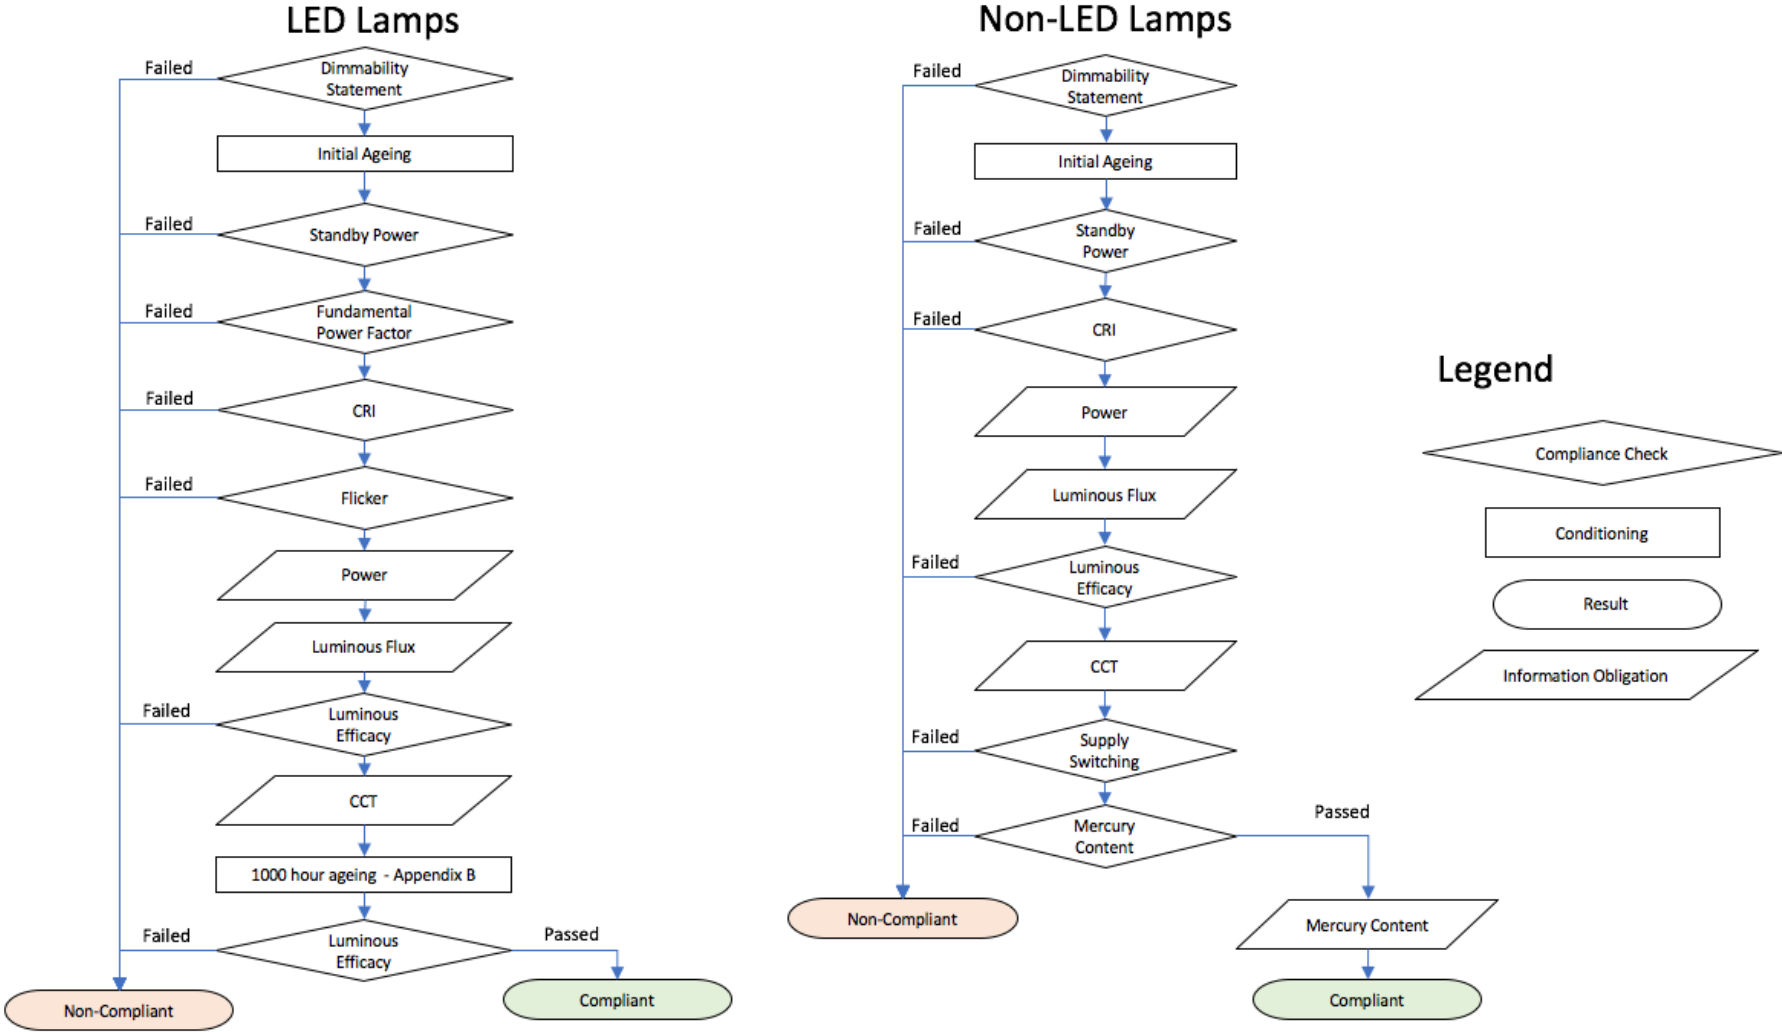 LED Lamps
Failed
Dimmability
Statement
Initial Ageing
Failed
Standby Power
Failed
Fundamental
Power Factor
Failed
CRI
Failed
Flicker
Power
Luminous Flux
Failed
Luminous
Efficacy
CCT
1000 hour ageing - Appendix B
Failed
Luminous
Efficacy
Passed
Non-Compliant
Compliant
Non-LED Lamps
Failed
Dimmability
Statement
Initial Ageing
Failed
Standby
Power
Failed
CRI
Power
Luminous Flux
Failed
Luminous
Efficacy
CCT
Failed
Supply
Switching
Failed
Mercury
Content
Passed
Non-Compliant
Mercury Content
Compliant
Legend
Compliance Check
Conditioning
Result
Information Obligation